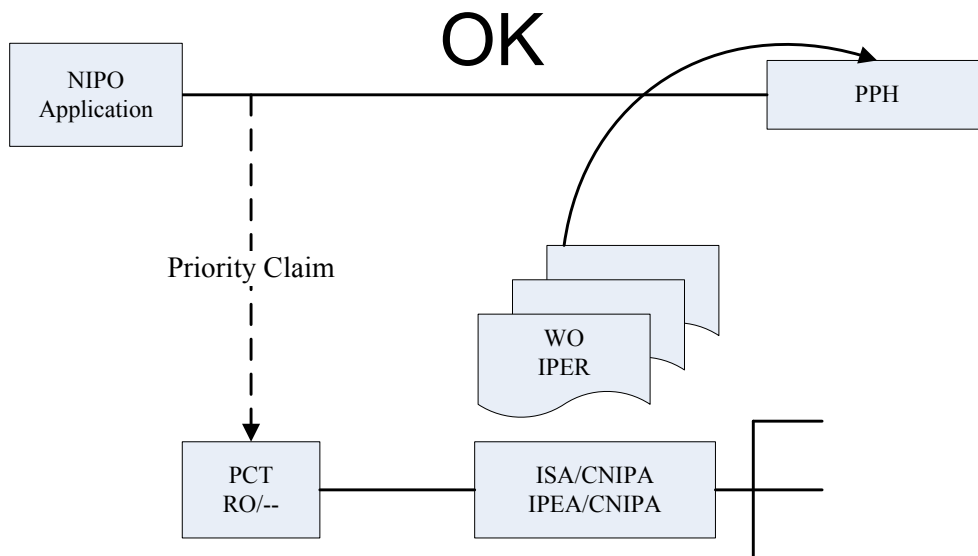 OK
NIPO
Application
PPH
Priority Claim
WO
IPER
PCT
RO/--
ISA/CNIPA
IPEA/CNIPA